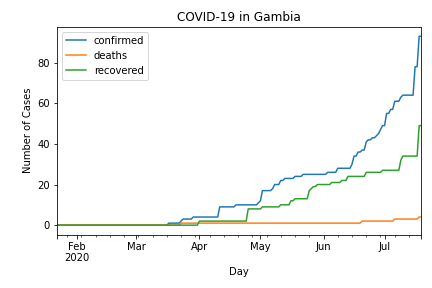 COVID-19 in Gambia
confirmed
deaths
recovered
Number of Cases
80
60
40
20
0
Feb Mar Apr May Jun Jul
2020
Day